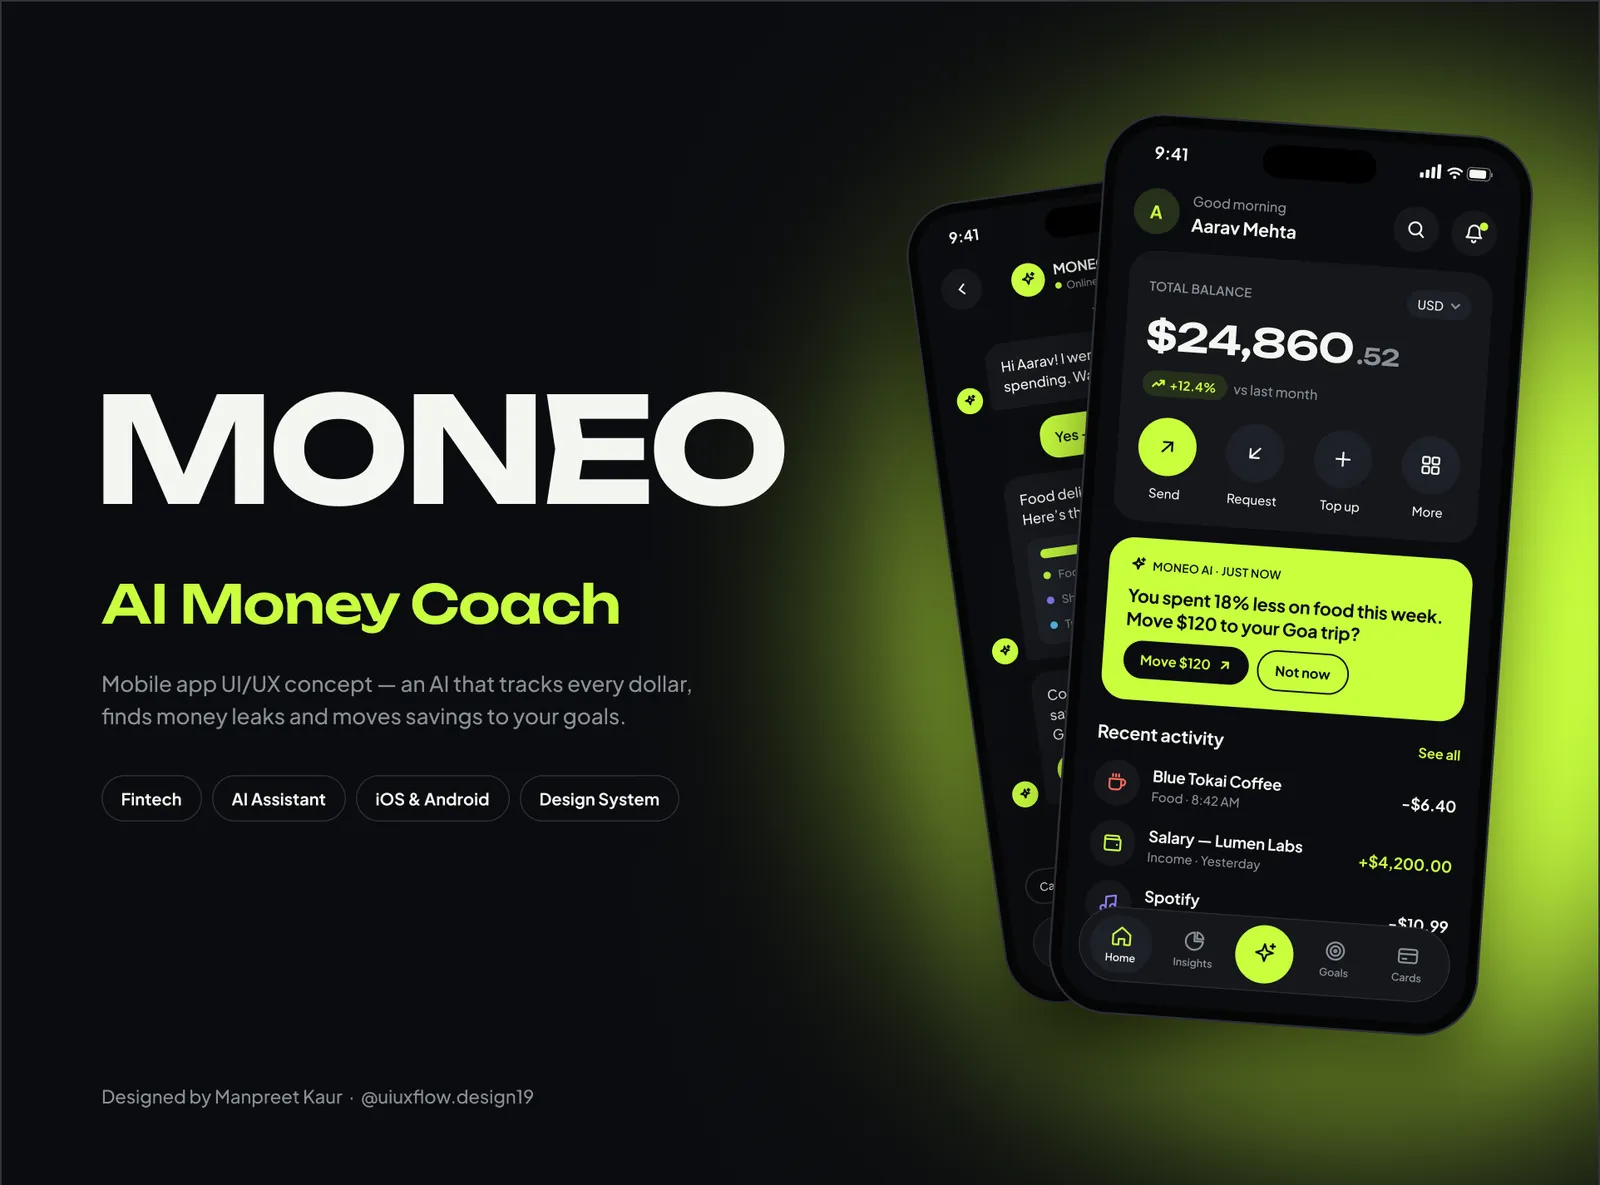 MONEO
AI Money Coach
Mobile app UI/UX concept — an AI that tracks every dollar,
finds money leaks and moves savings to your goals.
Fintech
AI Assistant
iOS & Android
Design System
Designed by Manpreet Kaur · @uiuxflow.design19
9:41
MONEO
Online
Hi Aarav! I
spending.
Yes
Food
Here's
9:41
A
Good morning
Aarav Mehta
TOTAL BALANCE
USD
$24,860.52
+12.4% vs last month
Send
Request
Top up
More
MONEO AI · JUST NOW
You spent 18% less on food this week.
Move $120 to your Goa trip?
Move $120
Not now
Recent activity
See all
Blue Tokai Coffee
Food · 8:42 AM
-$6.40
Salary — Lumen Labs
Income · Yesterday
+$4,200.00
Spotify
-$10.99
Home
Insights
Goals
Cards